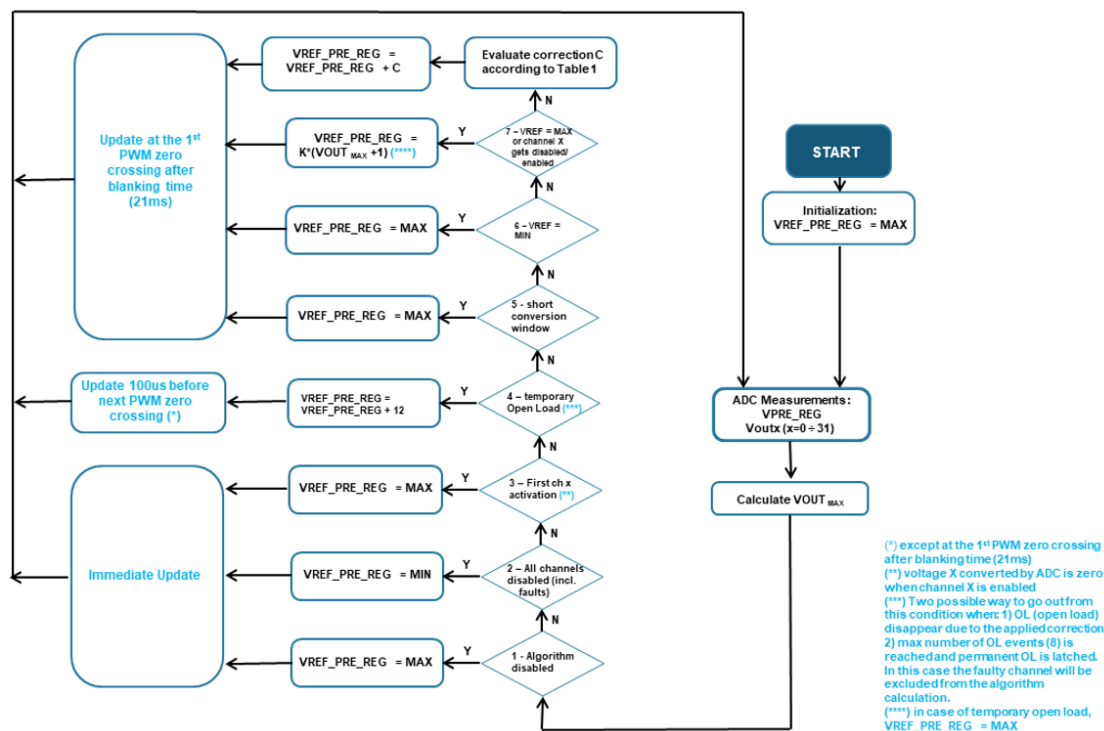 VREF_PRE_REG =
VREF_PRE_REG + C
Evaluate correction C
according to Table 1
N
Update at the 1st
PWM zero
crossing after
blanking time
(21ms)
VREF_PRE_REG =
K*(VOUT MAX +1) (****)
Y
7 – VREF = MAX
or channel X
gets disabled/
enabled
N
VREF_PRE_REG = MAX
Y
6 – VREF =
MIN
N
VREF_PRE_REG = MAX
Y
5 - short
conversion
window
N
Update 100us before
next PWM zero
crossing (*)
VREF_PRE_REG =
VREF_PRE_REG + 12
Y
4 – temporary
Open Load (***)
N
VREF_PRE_REG = MAX
Y
3 – First ch x
activation (**)
N
Immediate Update
VREF_PRE_REG = MIN
Y
2 – All channels
disabled (incl.
faults)
N
VREF_PRE_REG = MAX
Y
1 - Algorithm
disabled
START
Initialization:
VREF_PRE_REG = MAX
ADC Measurements:
VPRE_REG
Voutx (x=0 ÷ 31)
Calculate VOUT MAX
(*) except at the 1st PWM zero crossing
after blanking time (21ms)
(**) voltage X converted by ADC is zero
when channel X is enabled
(***) Two possible way to go out from
this condition when: 1) OL (open load)
disappear due to the applied correction
2) max number of OL events (8) is
reached and permanent OL is latched.
In this case the faulty channel will be
excluded from the algorithm
calculation.
(****) in case of temporary open load,
VREF_PRE_REG = MAX